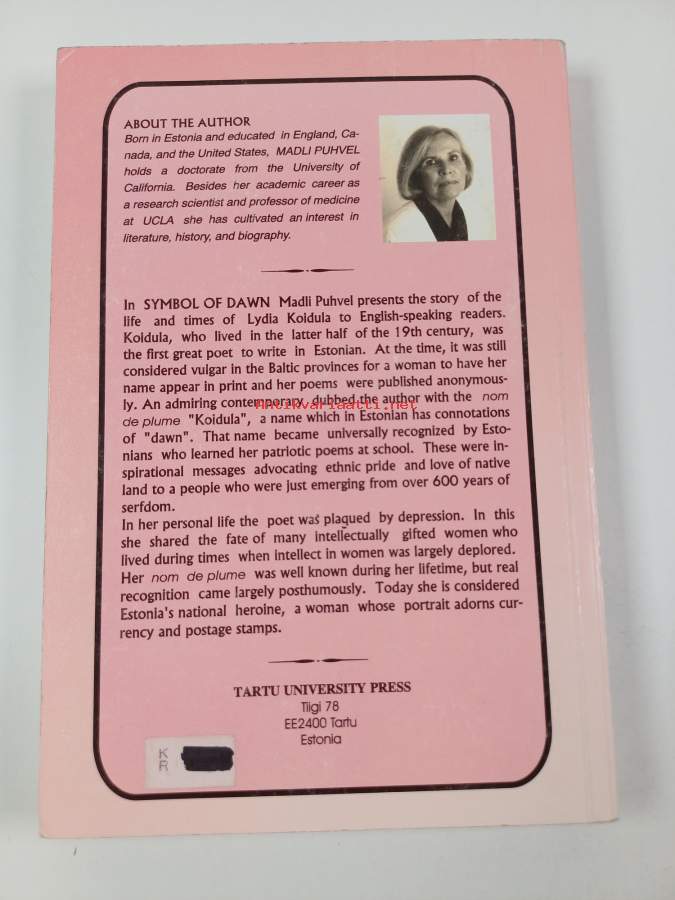 ABOUT THE AUTHOR
Born in Estonia and educated in England, Ca-
nada, and the United States, MADLI PUHVEL
holds a doctorate from the University of
California. Besides her academic career as
a research scientist and professor of medicine
at UCLA she has cultivated an interest in
literature, history, and biography.
In SYMBOL OF DAWN Madli Puhvel presents the story of the
life and times of Lydia Koidula to English-speaking readers.
Koidula, who lived in the latter half of the 19th century, was
the first great poet to write in Estonian. At the time, it was still
considered vulgar in the Baltic provinces for a woman to have her
name appear in print and her poems were published anonymous-
ly. An admiring contemporary, dubbed the author with the nom
Antikvariaatti.net
de plume "Koidula", a name which in Estonian has connotations
of "dawn". That name became universally recognized by Esto-
nians who learned her patriotic poems at school. These were in-
spirational messages advocating ethnic pride and love of native
land to a people who were just emerging from over 600 years of
serfdom.
In her personal life the poet was plaqued by depression. In this
she shared the fate of many intellectually gifted women who
lived during times when intellect in women was largely deplored.
Her nom de plume was well known during her lifetime, but real
recognition came largely posthumously. Today she is considered
Estonia's national heroine, a woman whose portrait adorns cur-
rency and postage stamps.
TARTU UNIVERSITY PRESS
Tiigi 78
EE2400 Tartu
Estonia
K
R